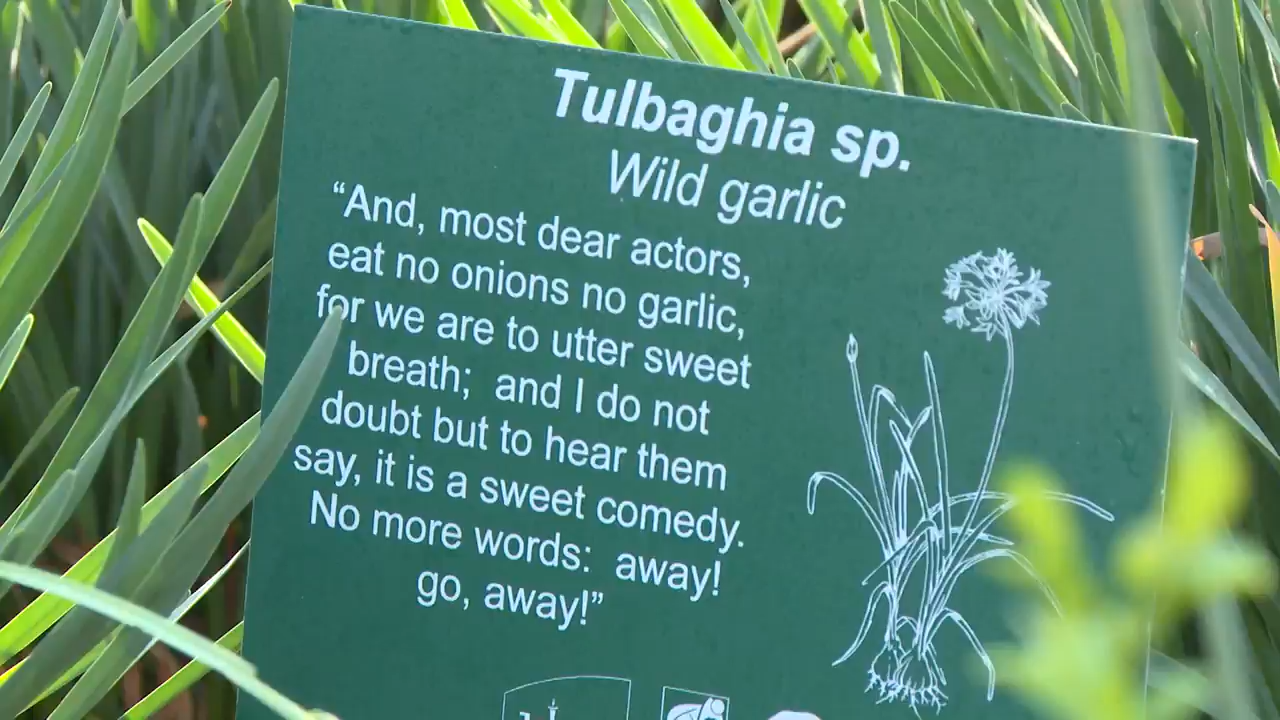 Tulbaghia sp.
Wild garlic
“And, most dear actors,
eat no onions no garlic,
for we are to utter sweet
breath;  and I do not
doubt but to hear them
say, it is a sweet comedy.
No more words:  away!
go, away!”